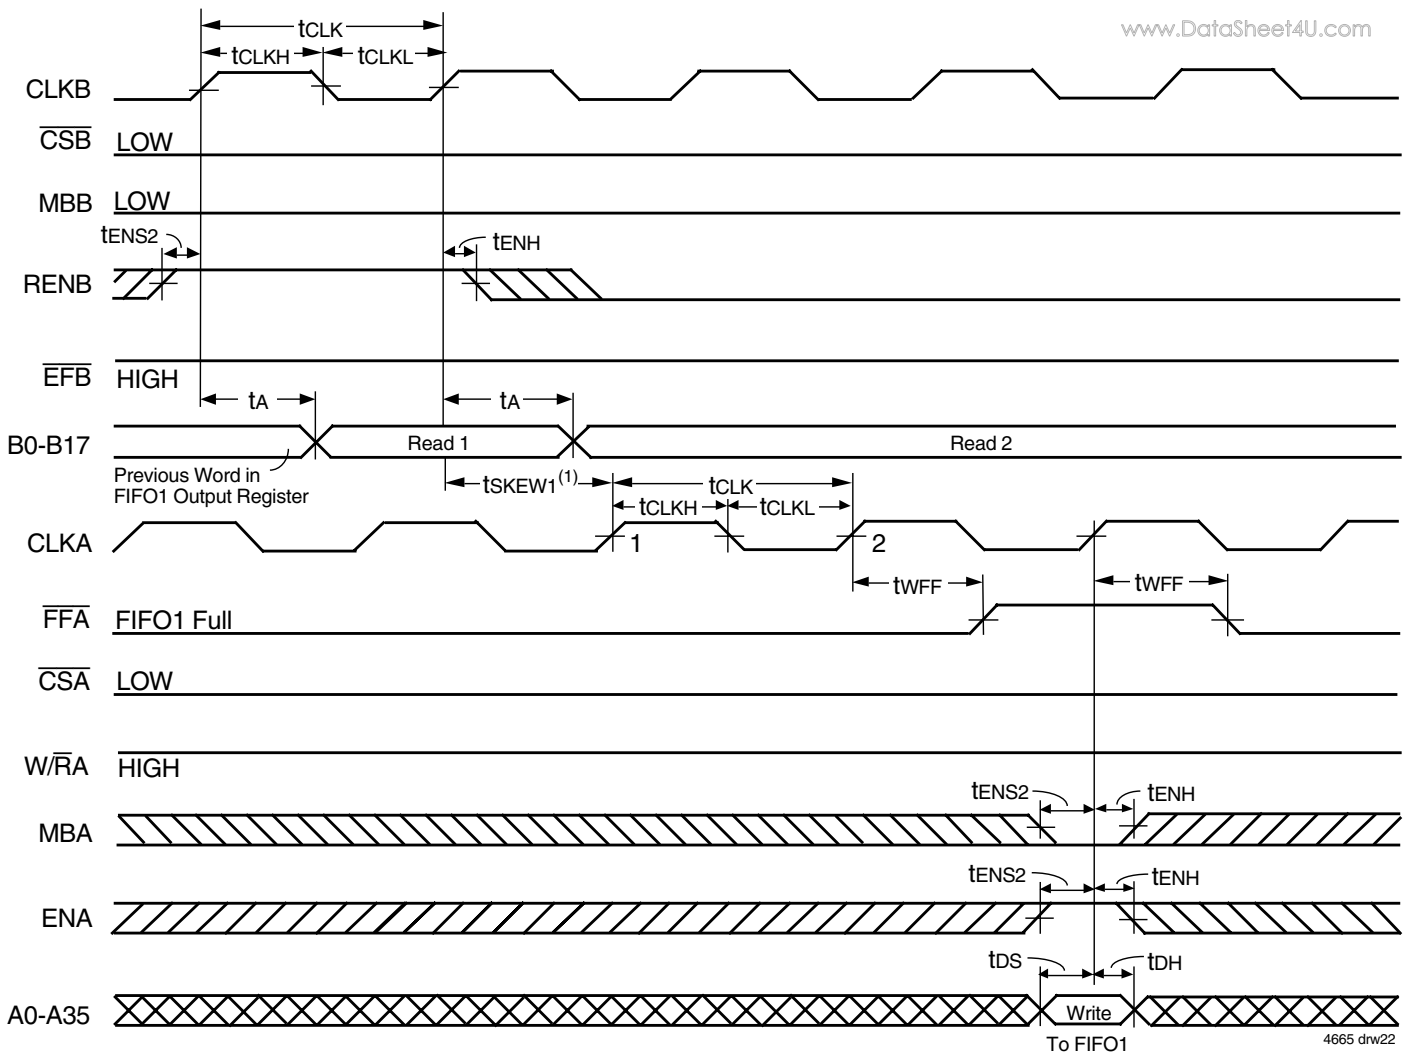 www.DataSheet4U.com
tCLK
tCLKH
tCLKL
CLKB
CSB LOW
MBB LOW
tENS2
tENH
RENB
EFB HIGH
tA
tA
B0-B17
Read 1
Read 2
Previous Word in
FIFO1 Output Register
tSKEW1(1)
tCLK
tCLKH
tCLKL
CLKA
1
2
tWFF
tWFF
FFA FIFO1 Full
CSA LOW
W/RA HIGH
tENS2
tENH
MBA
tENS2
tENH
ENA
tDS
tDH
A0-A35
Write
To FIFO1
4665 drw22